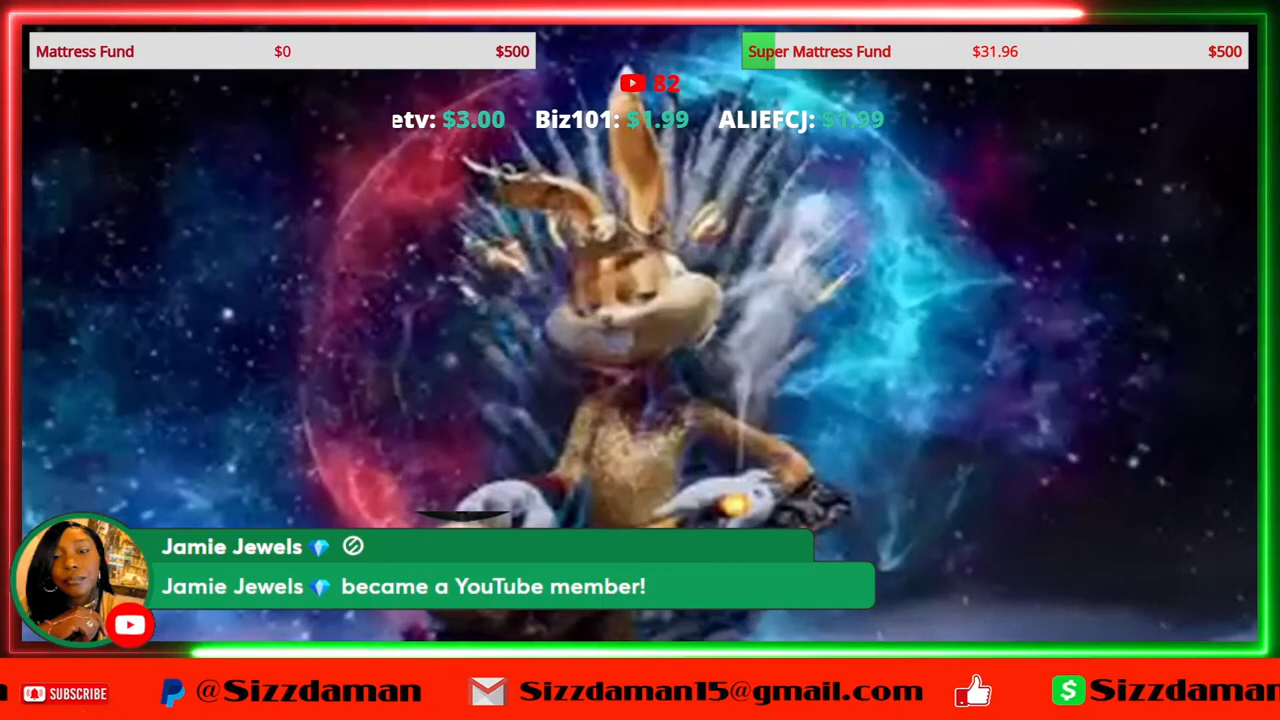 Mattress Fund $0 $500
Super Mattress Fund $31.96 $500
82
etv: $3.00 Biz101: $1.99 ALIEFCJ: $1.99
Jamie Jewels 💎
Jamie Jewels 💎 became a YouTube member!
n SUBSCRIBE @Sizzdaman Sizzdaman15@gmail.com $ Sizzdaman